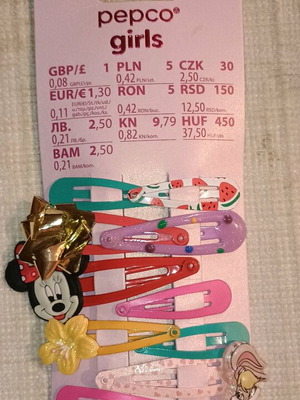 pepco®
girls
GBP/£ 1 PLN 5 CZK 30
0,08 GBP(£)/pc. 0,42 PLN/szt. 2,50 CZK/ks
EUR/€ 1,30 RON 5 RSD 150
0,11 0,42 RON/buc. 12,50 RSD/kom.
ЛВ. 2,50 KN 9,79 HUF 450
0,21 ЛВ./бр. 0,82 KN/kom. 37,50 Ft./db
BAM 2,50
0,21 BAM/kom.